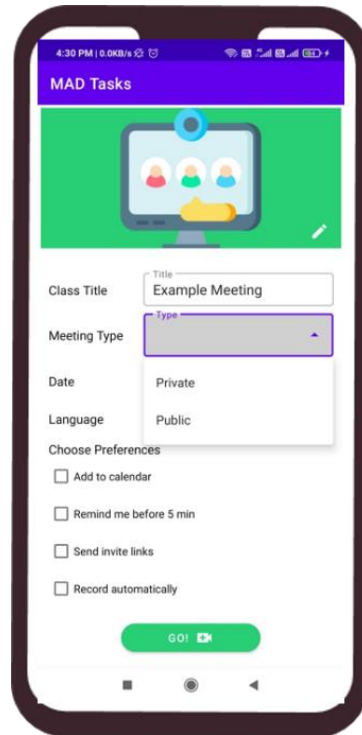 4:30 PM | 0.0KB/s
MAD Tasks
Class Title
Title
Example Meeting
Meeting Type
Type
Date
Private
Language
Public
Choose Preferences
Add to calendar
Remind me before 5 min
Send invite links
Record automatically
GO!